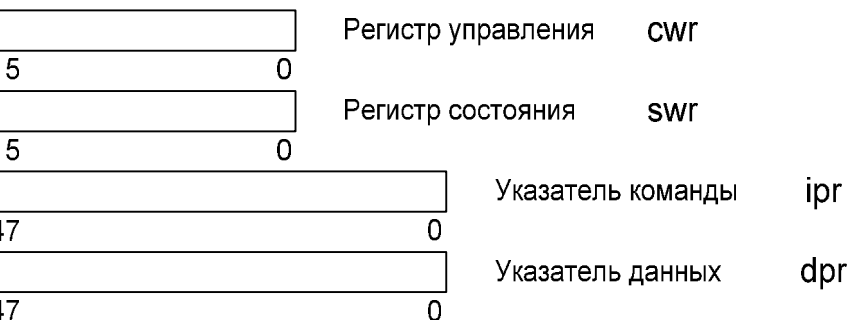 Регистр управления cwr
5 0
Регистр состояния swr
5 0
Указатель команды ipr
47 0
Указатель данных dpr
47 0